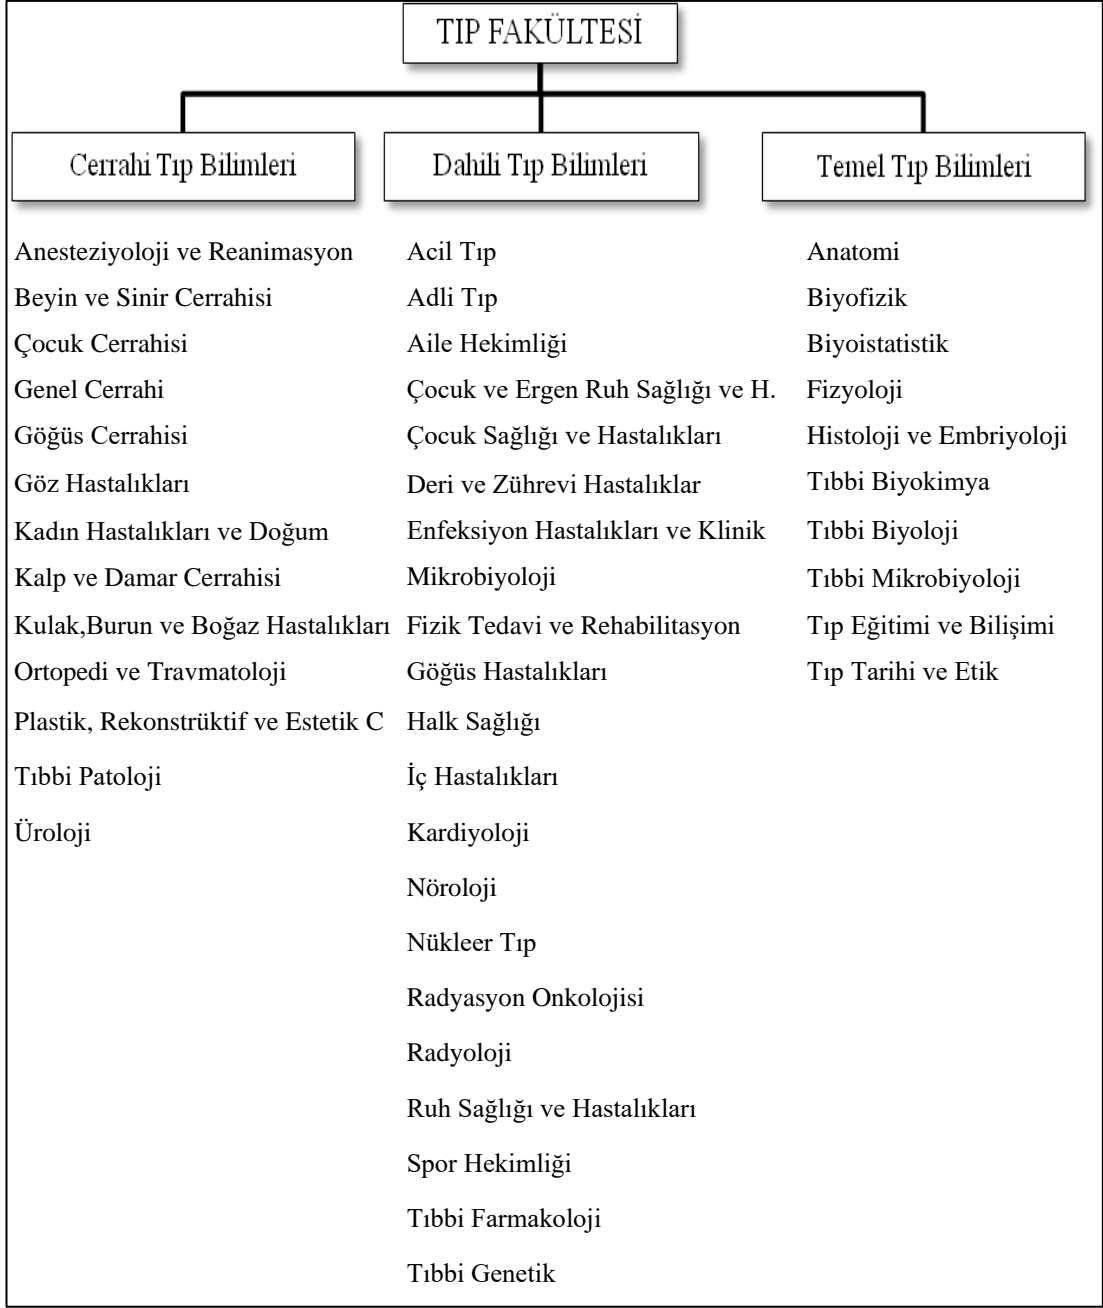 TIP FAKÜLTESİ
Cerrahi Tıp Bilimleri
Anesteziyoloji ve Reanimasyon
Beyin ve Sinir Cerrahisi
Çocuk Cerrahisi
Genel Cerrahi
Göğüs Cerrahisi
Göz Hastalıkları
Kadın Hastalıkları ve Doğum
Kalp ve Damar Cerrahisi
Kulak,Burun ve Boğaz Hastalıkları
Ortopedi ve Travmatoloji
Plastik, Rekonstrüktif ve Estetik C
Tıbbi Patoloji
Üroloji
Dahili Tıp Bilimleri
Acil Tıp
Adli Tıp
Aile Hekimliği
Çocuk ve Ergen Ruh Sağlığı ve H.
Çocuk Sağlığı ve Hastalıkları
Deri ve Zührevi Hastalıklar
Enfeksiyon Hastalıkları ve Klinik
Mikrobiyoloji
Fizik Tedavi ve Rehabilitasyon
Göğüs Hastalıkları
Halk Sağlığı
İç Hastalıkları
Kardiyoloji
Nöroloji
Nükleer Tıp
Radyasyon Onkolojisi
Radyoloji
Ruh Sağlığı ve Hastalıkları
Spor Hekimliği
Tıbbi Farmakoloji
Tıbbi Genetik
Temel Tıp Bilimleri
Anatomi
Biyofizik
Biyoistatistik
Fizyoloji
Histoloji ve Embriyoloji
Tıbbi Biyokimya
Tıbbi Biyoloji
Tıbbi Mikrobiyoloji
Tıp Eğitimi ve Bilişimi
Tıp Tarihi ve Etik